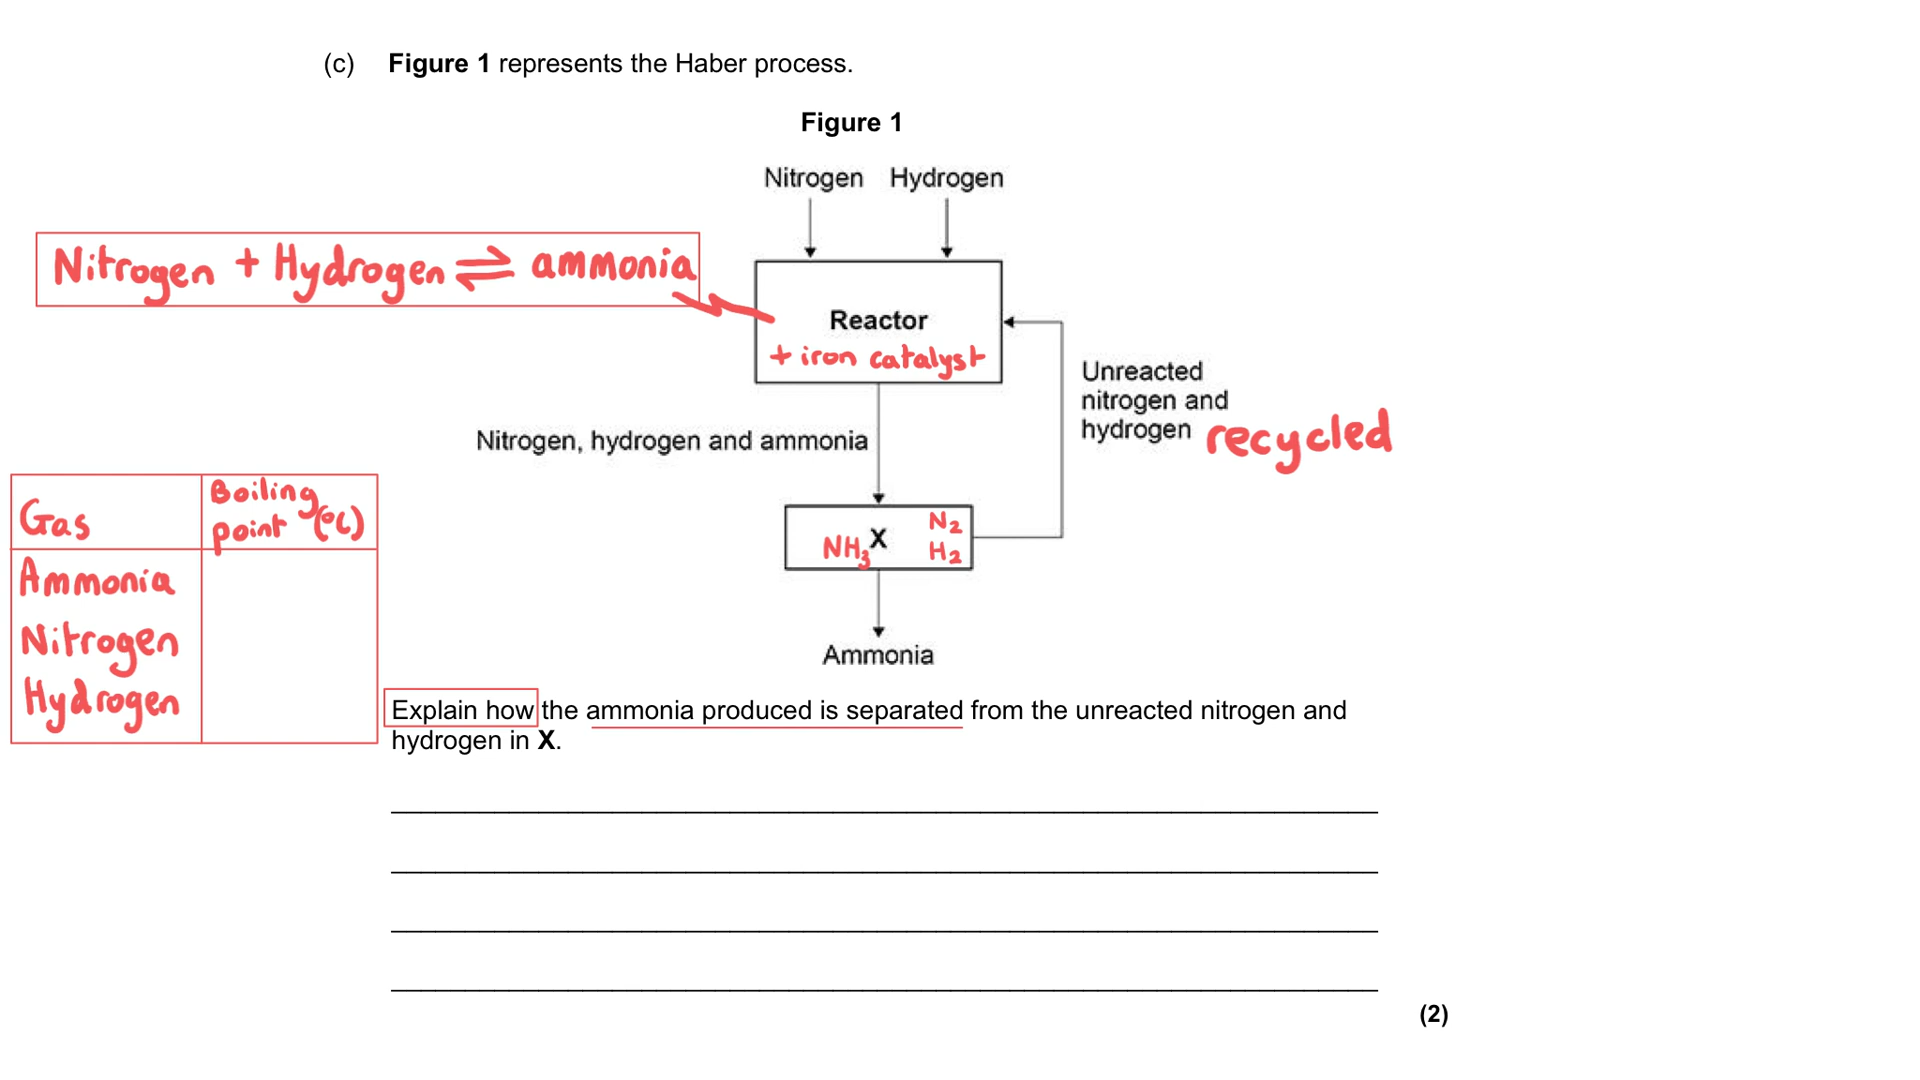 (c) Figure 1 represents the Haber process.
Figure 1
Nitrogen Hydrogen
Nitrogen + Hydrogen ⇌ ammonia
Reactor
+ iron catalyst
Unreacted
nitrogen and
hydrogen recycled
Nitrogen, hydrogen and ammonia
Gas
Boiling
point (°C)
Ammonia
Nitrogen
Hydrogen
NH₃ X N₂
H₂
Ammonia
Explain how the ammonia produced is separated from the unreacted nitrogen and
hydrogen in X.
(2)